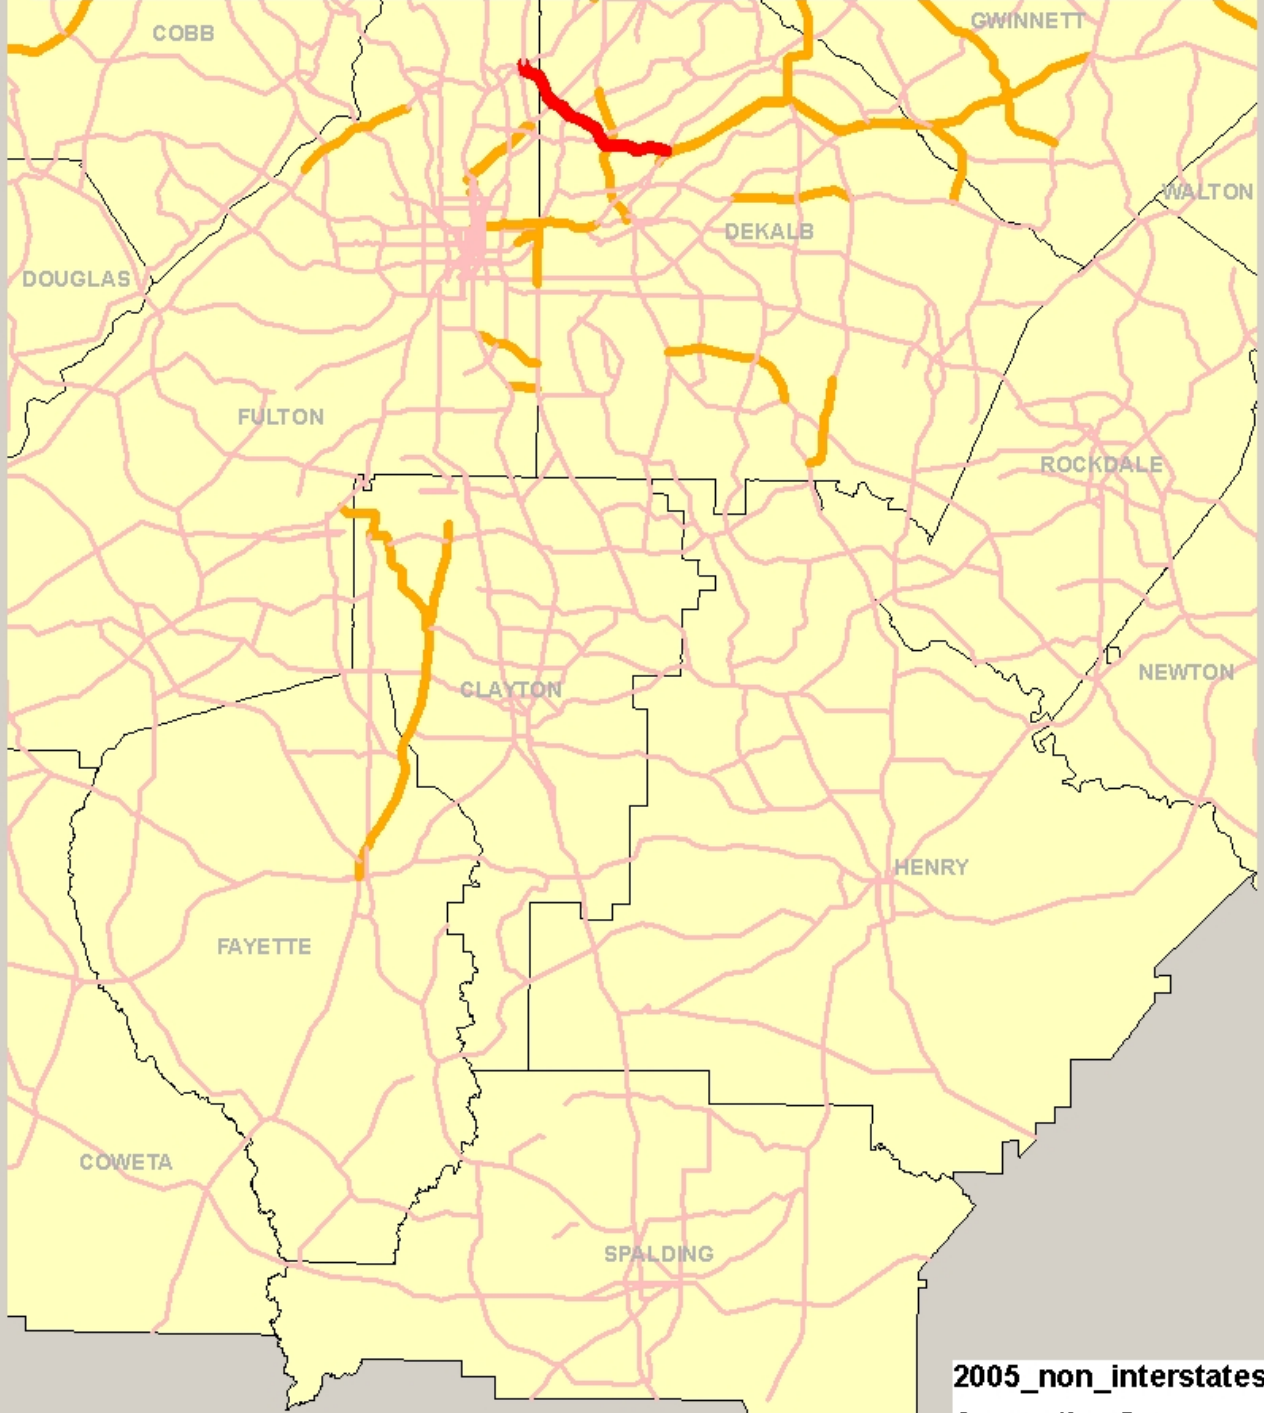 GWINNETT
COBB
WALTON
DEKALB
DOUGLAS
FULTON
ROCKDALE
NEWTON
CLAYTON
HENRY
FAYETTE
COWETA
SPALDING
2005_non_interstates